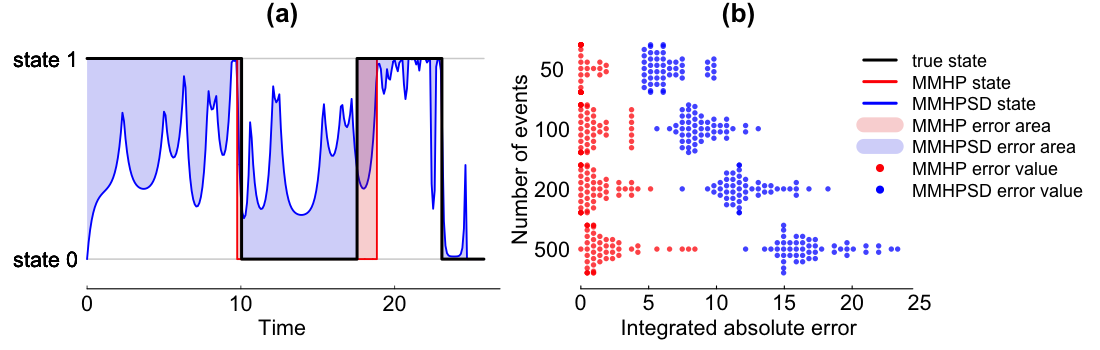 (a)
state 1
state 0
0
10
20
Time
(b)
Number of events
50
100
200
500
0
5
10
15
20
25
Integrated absolute error
true state
MMHP state
MMHPSD state
MMHP error area
MMHPSD error area
MMHP error value
MMHPSD error value